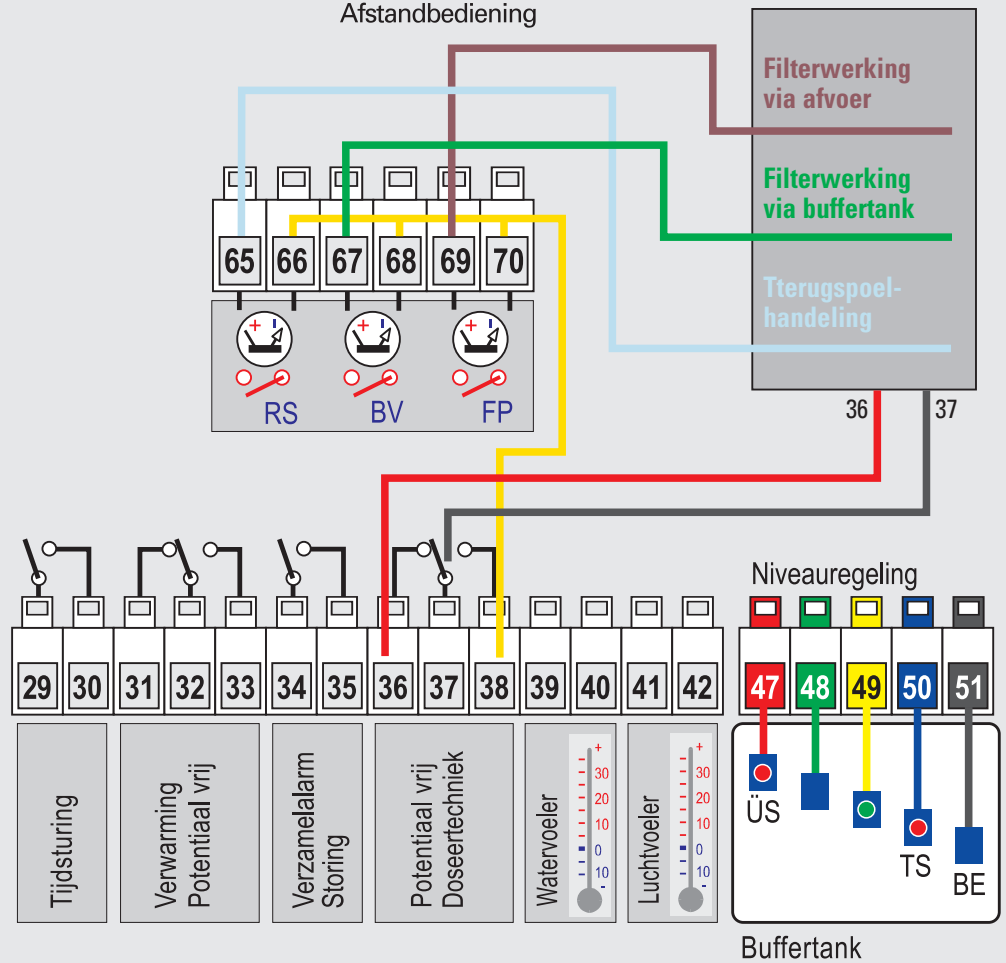 Afstandbediening
Filterwerking
via afvoer
Filterwerking
via buffertank
Tterugspoel-
handeling
65 66 67 68 69 70
+ - + - + -
RS BV FP
36 37
Niveauregeling
29 30 31 32 33 34 35 36 37 38 39 40 41 42
47 48 49 50 51
Tijdsturing
Verwarming
Potentiaal vrij
Verzamelalarm
Storing
Potentiaal vrij
Doseertechniek
Watervoeler
+
30
20
10
0
10
-
Luchtvoeler
+
30
20
10
0
10
-
ÜS
TS
BE
Buffertank